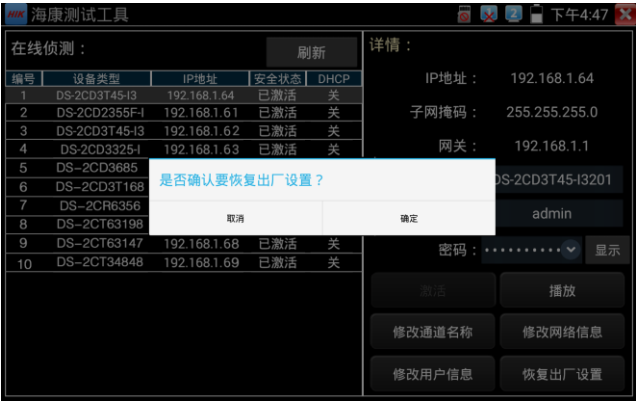 HIK 海康测试工具
2 下午4:47
在线侦测：
刷新
编号 设备类型 IP地址 安全状态 DHCP
1 DS-2CD3T45-I3 192.168.1.64 已激活 关
2 DS-2CD2355F-I 192.168.1.61 已激活 关
3 DS-2CD3T45-I3 192.168.1.62 已激活 关
4 DS-2CD3325-I 192.168.1.63 已激活 关
5 DS-2CD3685
6 DS-2CD3T168
7 DS-2CR6356
8 DS-2CT63198
9 DS-2CT63147 192.168.1.68 已激活 关
10 DS-2CT34848 192.168.1.69 已激活 关
是否确认要恢复出厂设置？
取消 确定
详情：
IP地址： 192.168.1.64
子网掩码： 255.255.255.0
网关： 192.168.1.1
DS-2CD3T45-I3201
admin
密码： 显示
激活 播放
修改通道名称 修改网络信息
修改用户信息 恢复出厂设置